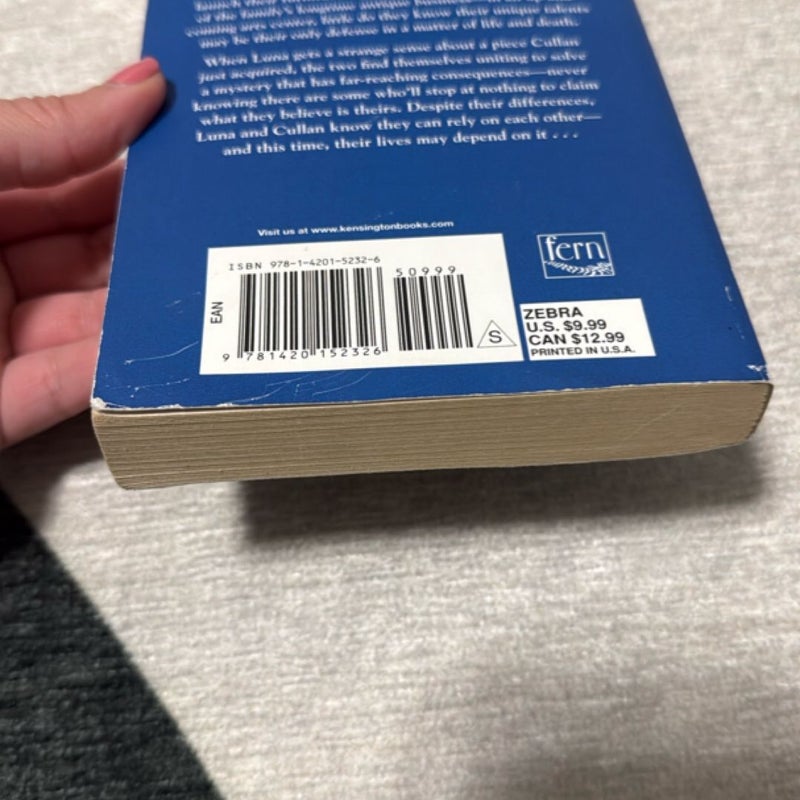 of the family's
coming arts center, little do they know their unique talents
may be their only defense in a matter of life and death.
When Luna gets a strange sense about a piece Cullan
just acquired, the two find themselves uniting to solve
a mystery that has far-reaching consequences—never
knowing there are some who'll stop at nothing to claim
what they believe is theirs. Despite their differences,
Luna and Cullan know they can rely on each other—
and this time, their lives may depend on it . . .
Visit us at www.kensingtonbooks.com
ISBN 978-1-4201-5232-6
50999
EAN
9 781420 152326
S
fern
ZEBRA
U.S. $9.99
CAN $12.99
PRINTED IN U.S.A.